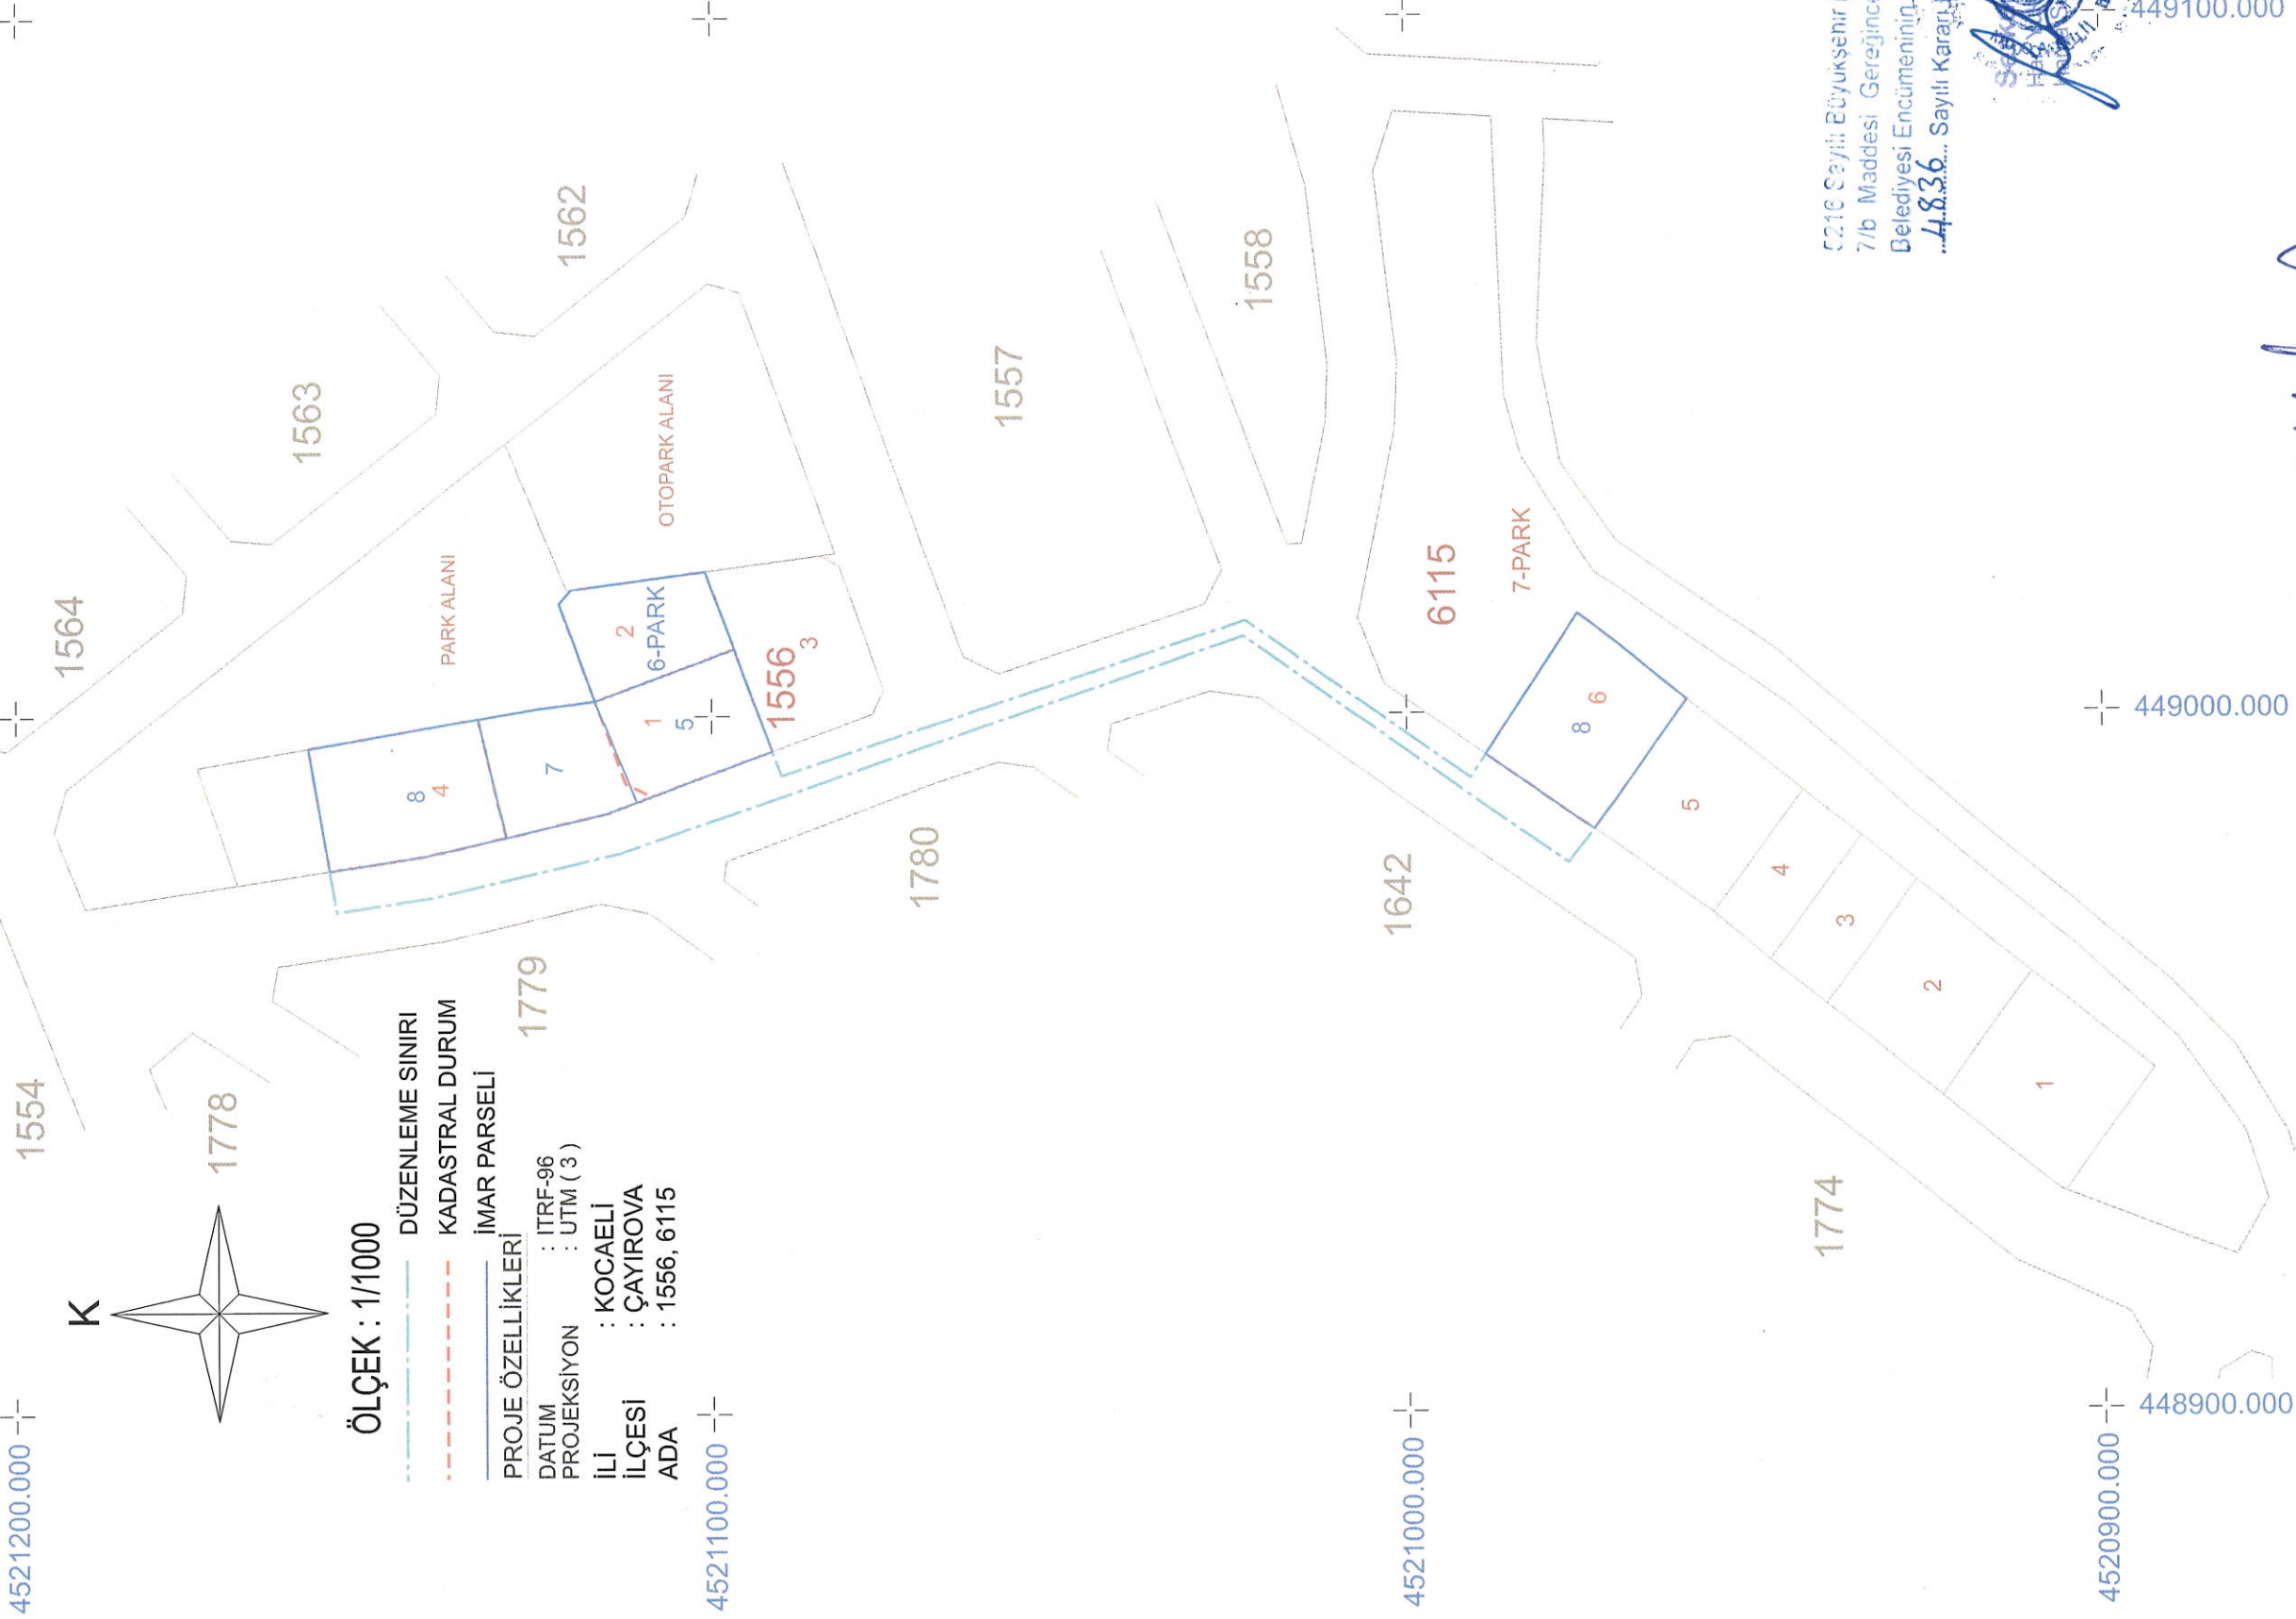 4521200.000
4521100.000
4521000.000
4520900.000
449100.000
449000.000
448900.000
K
ÖLÇEK : 1/1000
DÜZENLEME SINIRI
KADASTRAL DURUM
İMAR PARSELİ
PROJE ÖZELLİKLERİ
DATUM : ITRF-96
PROJEKSİYON : UTM ( 3 )
İLİ : KOCAELİ
İLÇESİ : ÇAYIROVA
ADA : 1556, 6115
1554
1778
1779
1780
1642
1774
1564
1563
1562
1557
1558
PARK ALANI
OTOPARK ALANI
8
4
7
2
6-PARK
1
5
1556
3
6115
7-PARK
8
6
5
4
3
2
1
5216 Sayılı Büyükşehir
7/b Maddesi Gereğince
Belediyesi Encümeninin
4836 Sayılı Kararı